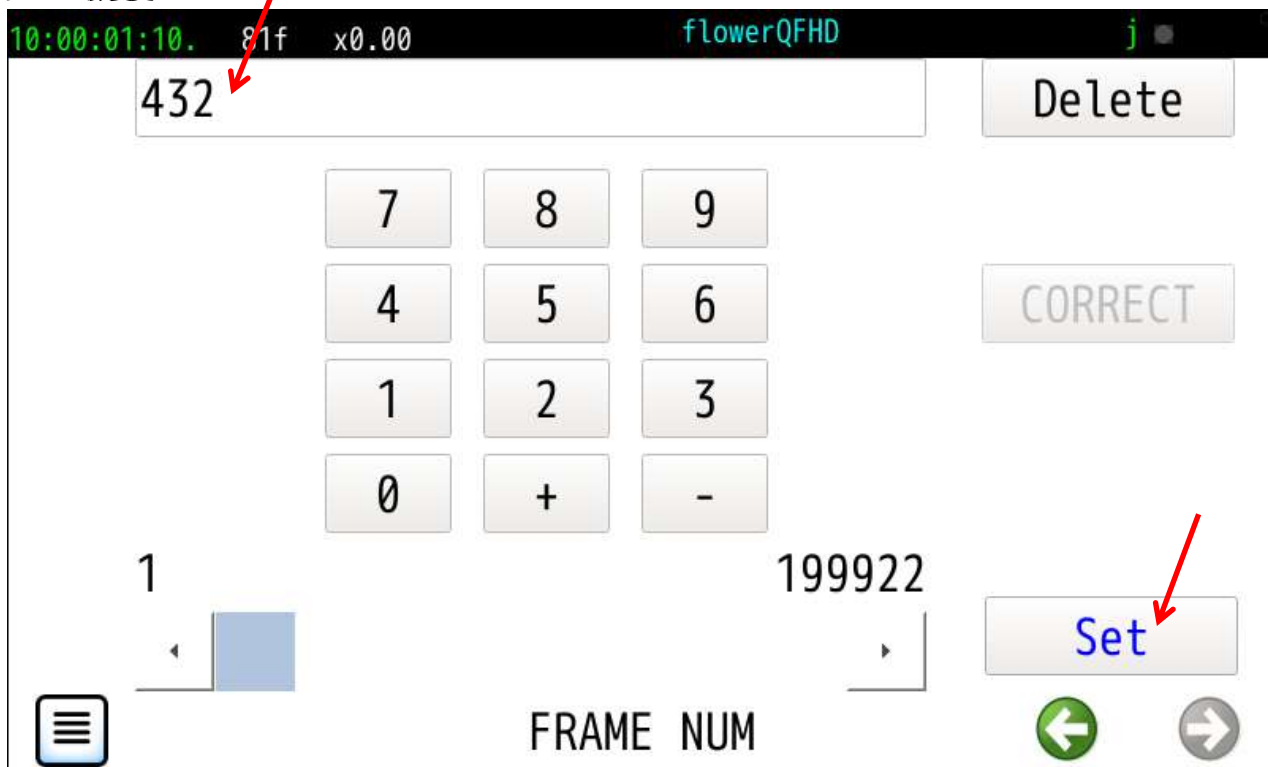 10:00:01:10. 81f x0.00 flowerQFHD j
432 Delete
7 8 9
4 5 6 CORRECT
1 2 3
0 + -
1 199922
Set
FRAME NUM